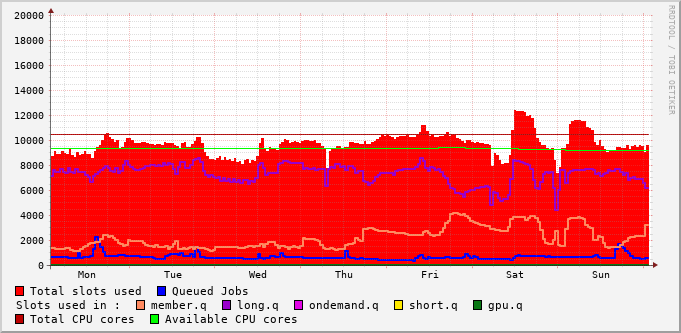 20000
18000
16000
14000
12000
10000
8000
6000
4000
2000
0
Mon Tue Wed Thu Fri Sat Sun
RRDTOOL / TOBI OETIKER
Total slots used Queued Jobs
Slots used in : member.q long.q ondemand.q short.q gpu.q
Total CPU cores Available CPU cores